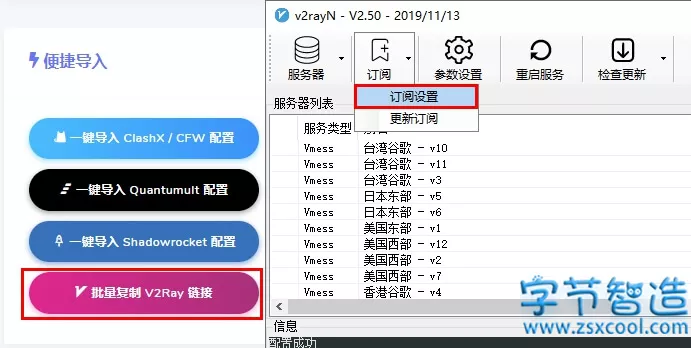 便捷导入
一键导入 ClashX / CFW 配置
一键导入 Quantumult 配置
一键导入 Shadowrocket 配置
批量复制 V2Ray 链接
v2rayN - V2.50 - 2019/11/13
服务器
订阅
参数设置
重启服务
检查更新
订阅设置
更新订阅
服务器列表
服务类型
Vmess 台湾谷歌 - v10
Vmess 台湾谷歌 - v11
Vmess 台湾谷歌 - v3
Vmess 日本东部 - v5
Vmess 日本东部 - v6
Vmess 美国东部 - v1
Vmess 美国西部 - v12
Vmess 美国西部 - v2
Vmess 美国西部 - v7
Vmess 香港谷歌 - v4
信息
配置成功
字节智造
www.zsxcool.com